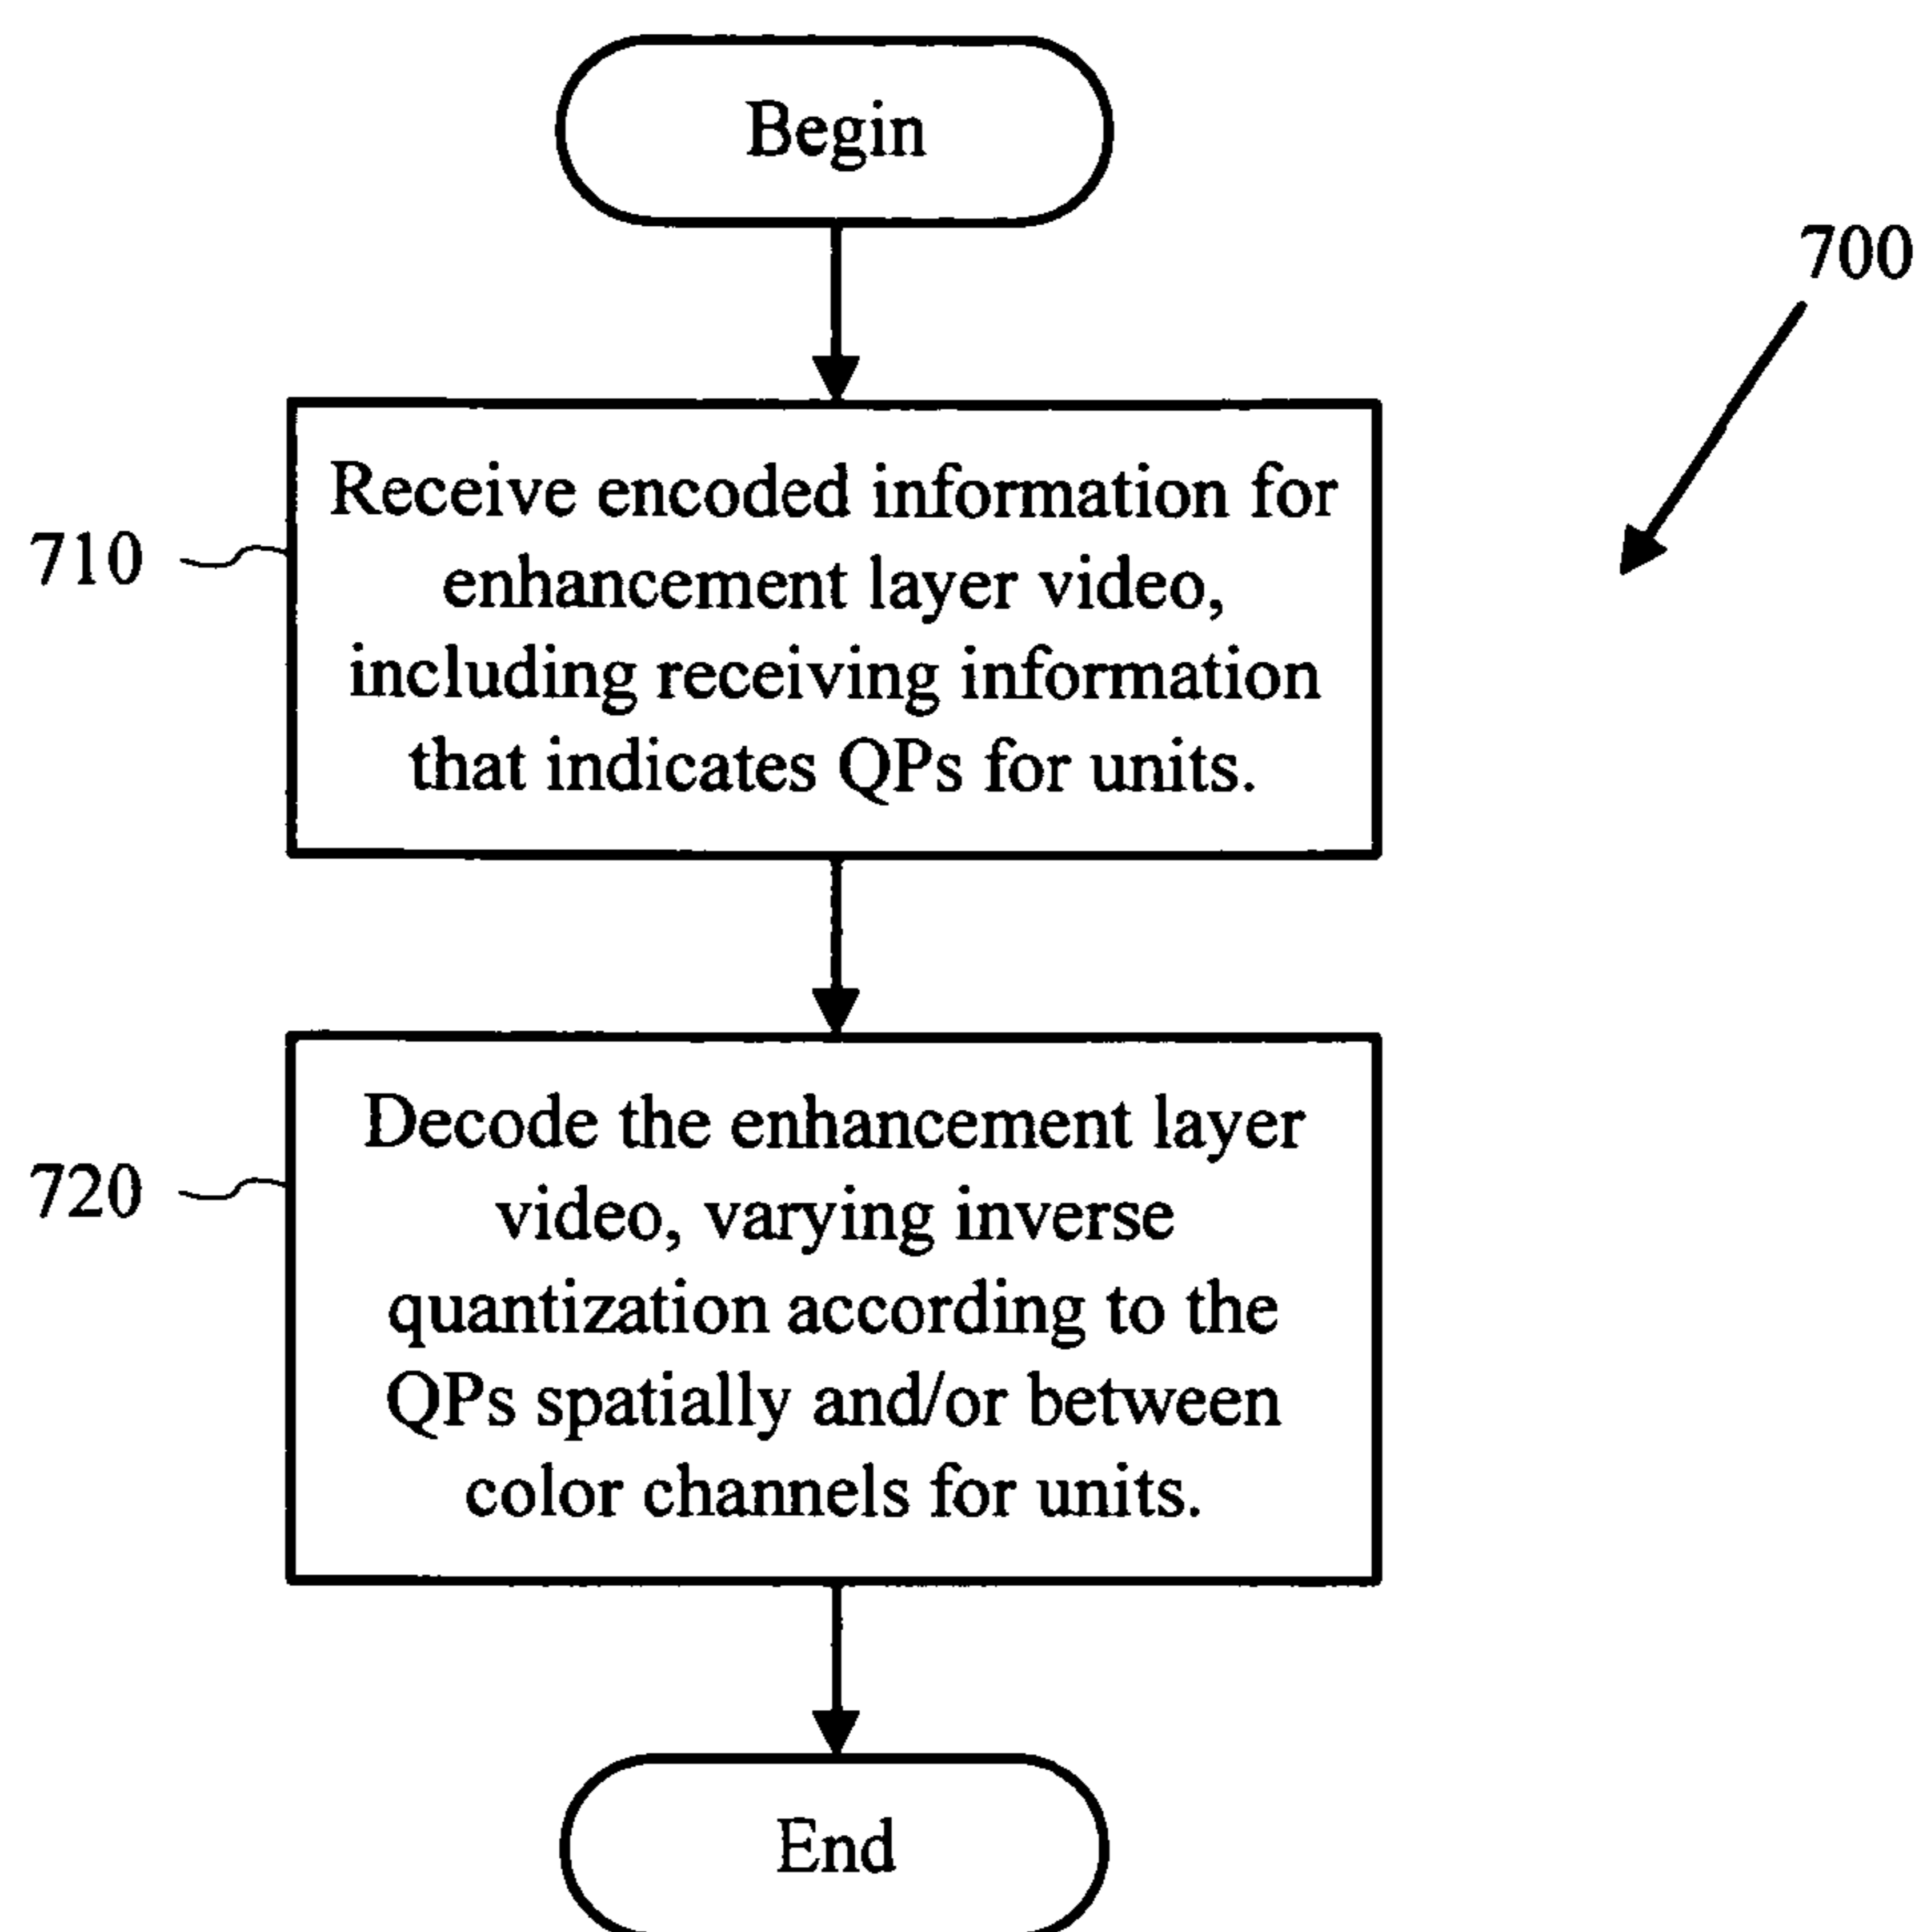 Begin
700
710
Receive encoded information for
enhancement layer video,
including receiving information
that indicates QPs for units.
720
Decode the enhancement layer
video, varying inverse
quantization according to the
QPs spatially and/or between
color channels for units.
End